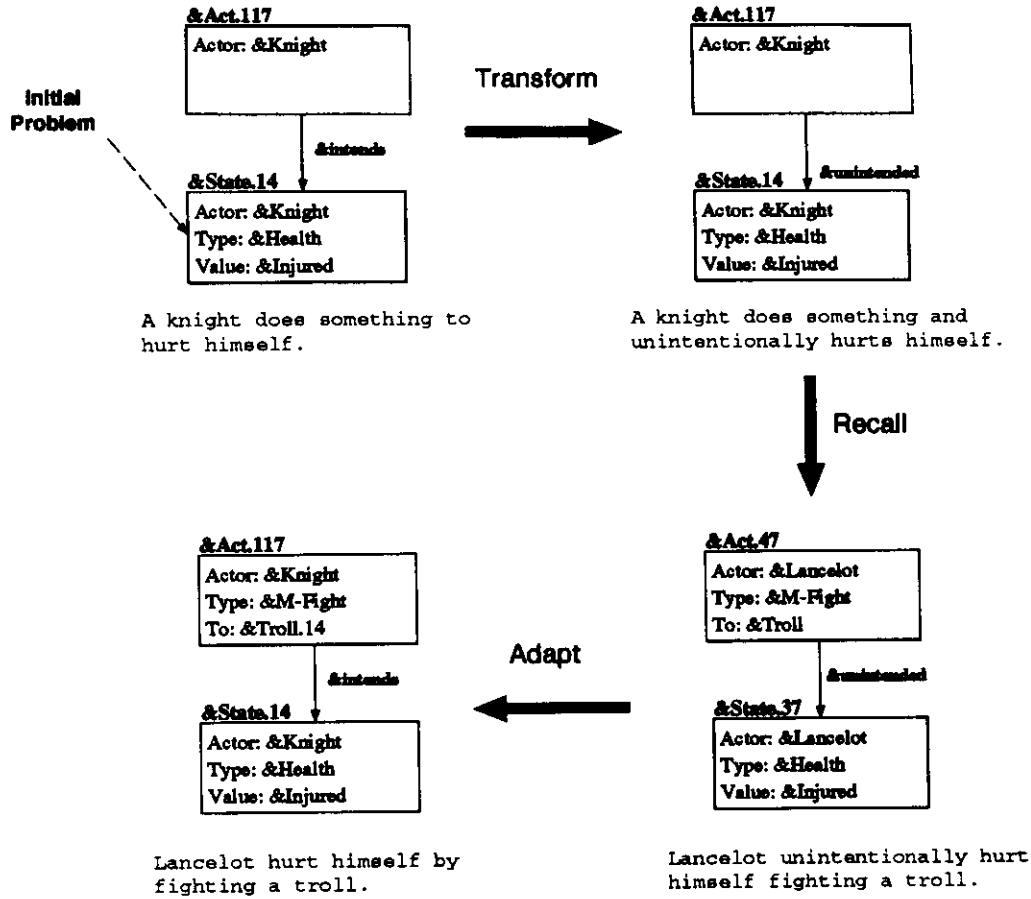 &Act.117
Actor: &Knight
Initial
Problem
&intends
&State.14
Actor: &Knight
Type: &Health
Value: &Injured
A knight does something to
hurt himself.
Transform
&Act.117
Actor: &Knight
&unintended
&State.14
Actor: &Knight
Type: &Health
Value: &Injured
A knight does something and
unintentionally hurts himself.
Recall
&Act.47
Actor: &Lancelot
Type: &M-Fight
To: &Troll
&unintended
&State.37
Actor: &Lancelot
Type: &Health
Value: &Injured
Lancelot unintentionally hurt
himself fighting a troll.
Adapt
&Act.117
Actor: &Knight
Type: &M-Fight
To: &Troll.14
&intends
&State.14
Actor: &Knight
Type: &Health
Value: &Injured
Lancelot hurt himself by
fighting a troll.